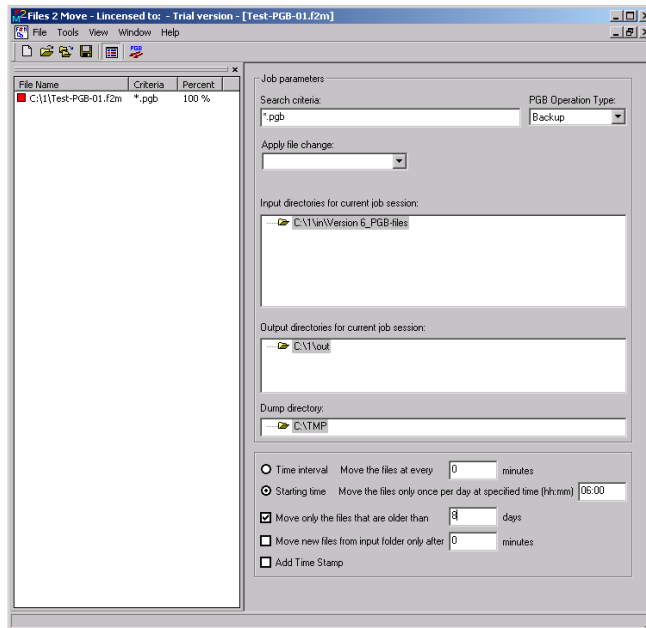 Files 2 Move - Lincensed to:  - Trial version - [Test-PGB-01.f2m]
File Tools View Window Help
PGB
File Name Criteria Percent
C:\1\Test-PGB-01.f2m *.pgb 100 %
Job parameters
Search criteria: PGB Operation Type:
*.pgb Backup
Apply file change:
Input directories for current job session:
C:\1\in\Version 6_PGB-files
Output directories for current job session:
C:\1\out
Dump directory:
C:\TMP
Time interval Move the files at every 0 minutes
Starting time Move the files only once per day at specified time (hh:mm) 06:00
Move only the files that are older than 8 days
Move new files from input folder only after 0 minutes
Add Time Stamp